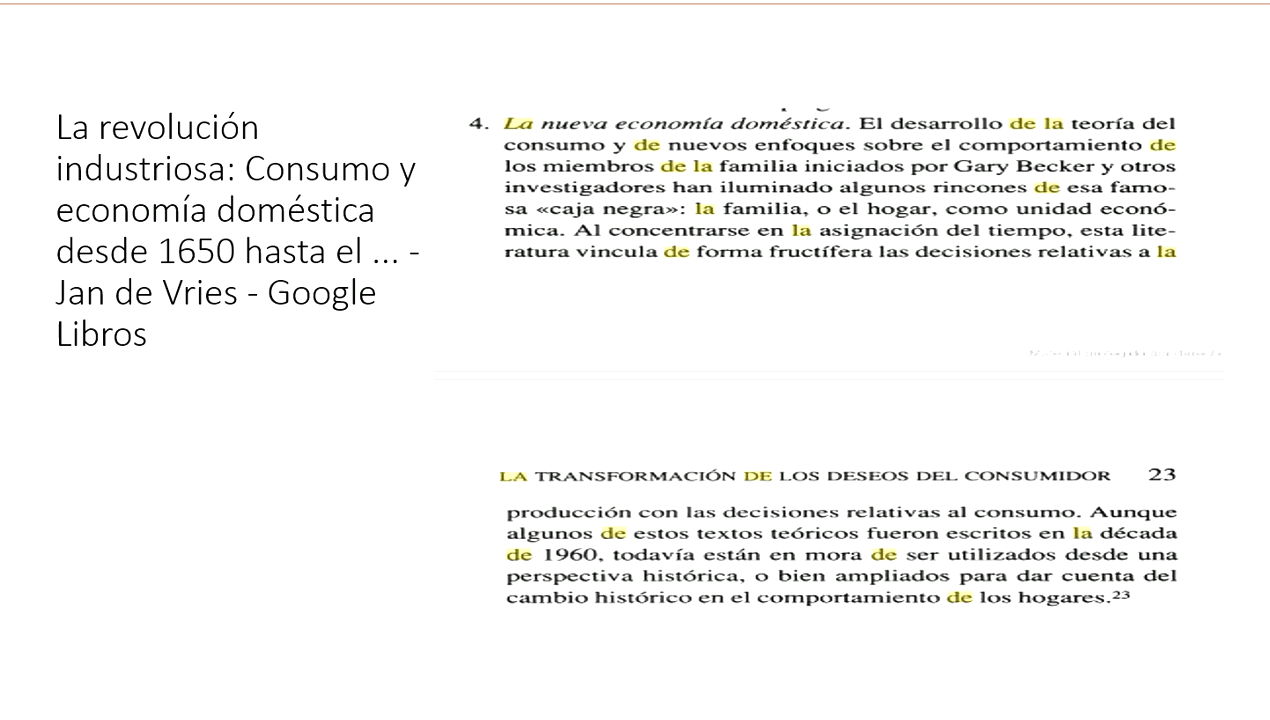 La revolución
industriosa: Consumo y
economía doméstica
desde 1650 hasta el ... -
Jan de Vries - Google
Libros
4. La nueva economía doméstica. El desarrollo de la teoría del
consumo y de nuevos enfoques sobre el comportamiento de
los miembros de la familia iniciados por Gary Becker y otros
investigadores han iluminado algunos rincones de esa famo-
sa «caja negra»: la familia, o el hogar, como unidad econó-
mica. Al concentrarse en la asignación del tiempo, esta lite-
ratura vincula de forma fructífera las decisiones relativas a la
LA TRANSFORMACIÓN DE LOS DESEOS DEL CONSUMIDOR 23
producción con las decisiones relativas al consumo. Aunque
algunos de estos textos teóricos fueron escritos en la década
de 1960, todavía están en mora de ser utilizados desde una
perspectiva histórica, o bien ampliados para dar cuenta del
cambio histórico en el comportamiento de los hogares.23